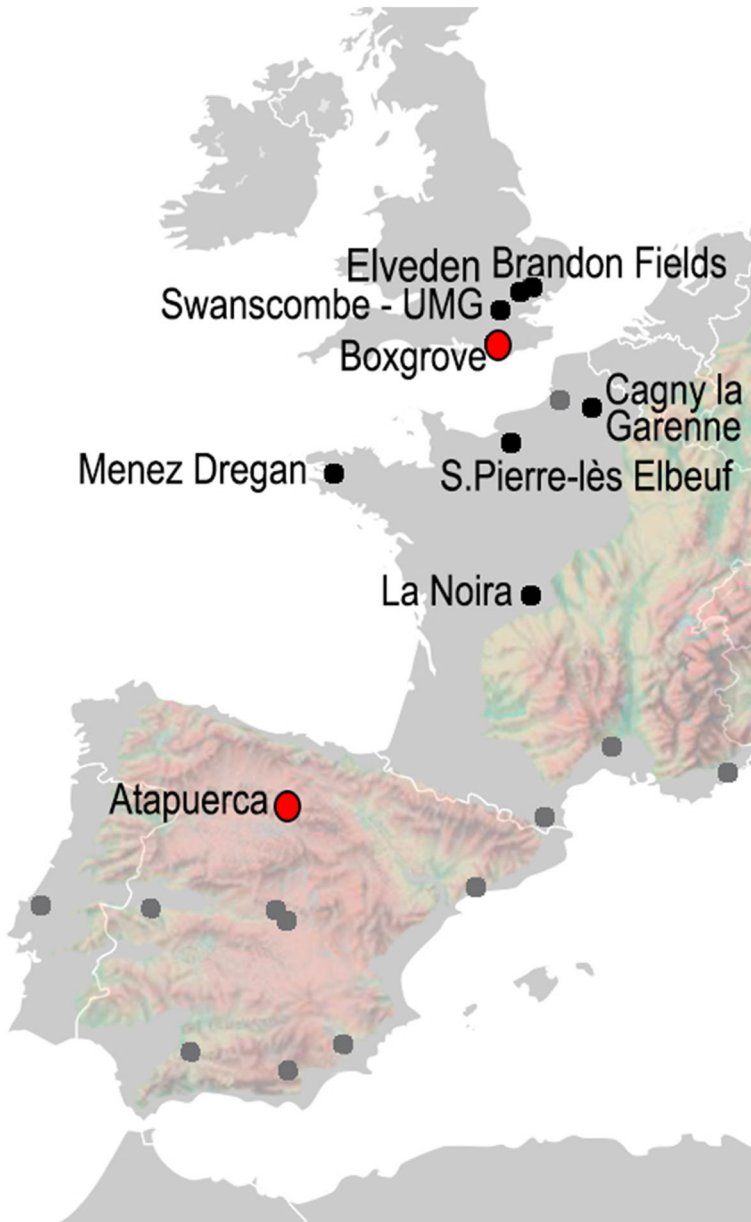 Elveden
Brandon Fields
Swanscombe - UMG
Boxgrove
Cagny la
Garenne
Menez Dregan
S.Pierre-lès Elbeuf
La Noira
Atapuerca